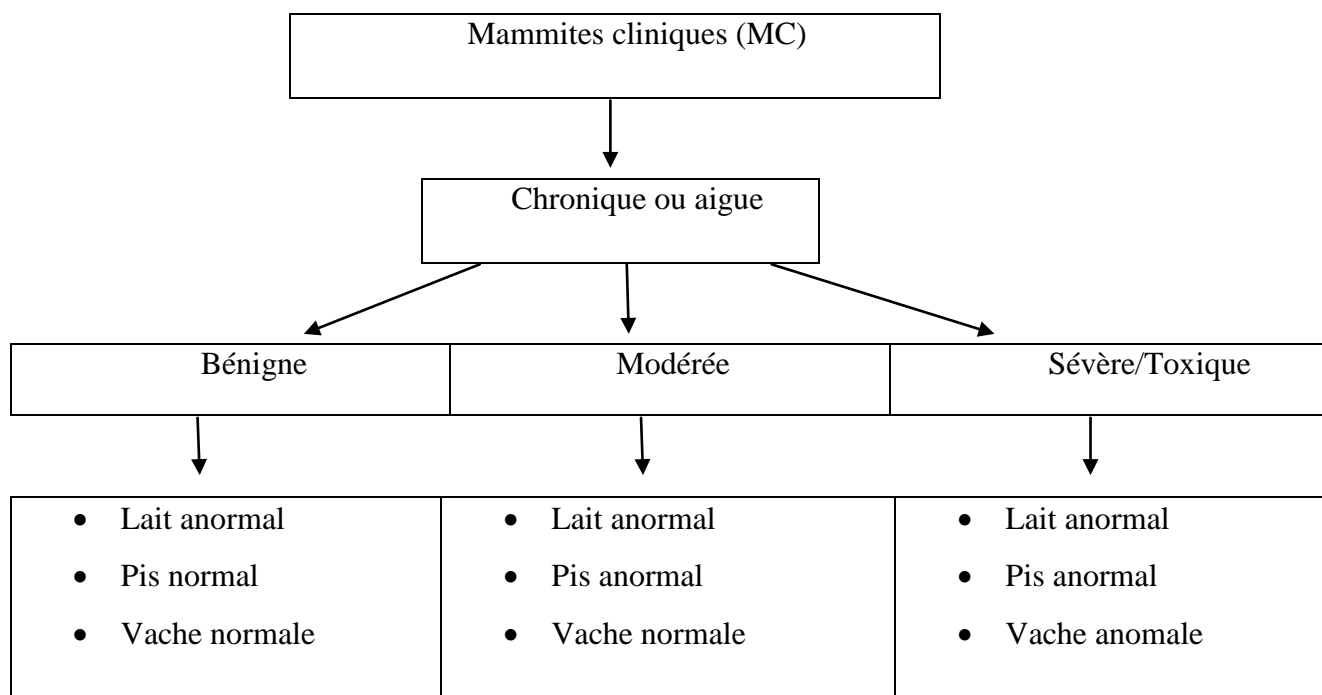 Mammites cliniques (MC)
Chronique ou aigue
Bénigne
Modérée
Sévère/Toxique
• Lait anormal
• Pis normal
• Vache normale
• Lait anormal
• Pis anormal
• Vache normale
• Lait anormal
• Pis anormal
• Vache anomale